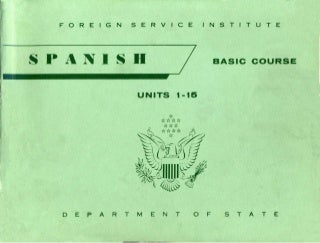 FOREIGN SERVICE INSTITUTE
SPANISH
BASIC COURSE
UNITS 1-15
DEPARTMENT OF STATE